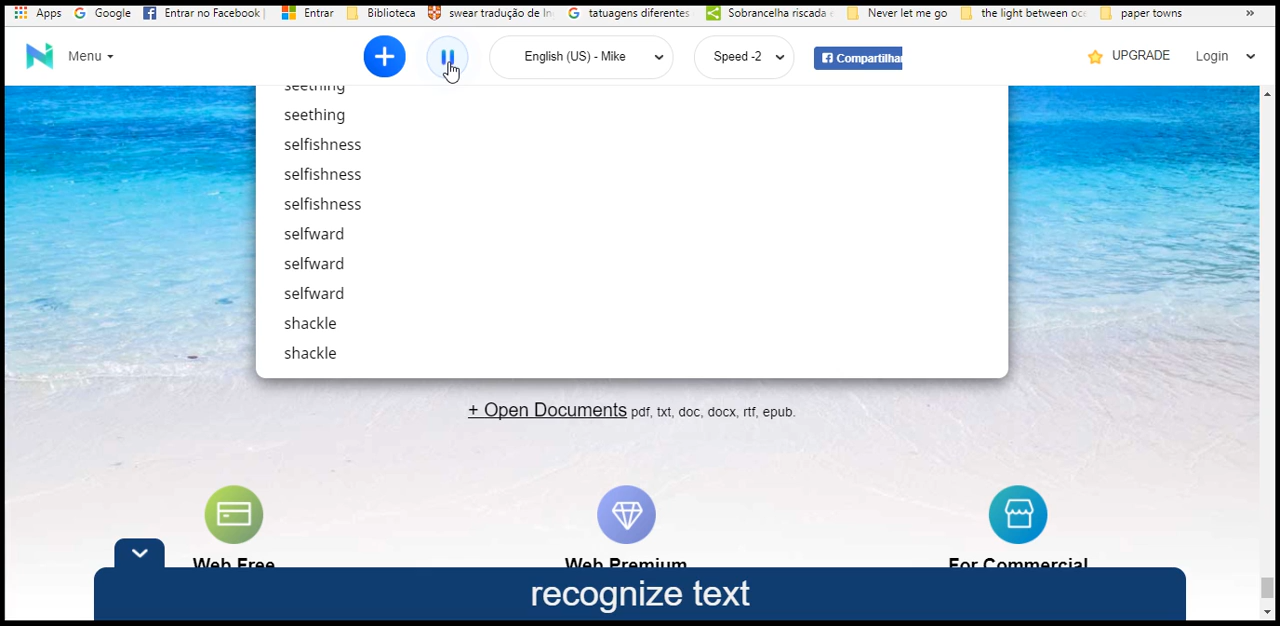 Apps Google Entrar no Facebook Entrar Biblioteca swear tradução de In tatuagens diferentes Sobrancelha riscada Never let me go the light between oce paper towns »
Menu English (US) - Mike Speed -2 Compartilhar UPGRADE Login
seething
seething
selfishness
selfishness
selfishness
selfward
selfward
selfward
shackle
shackle
+ Open Documents pdf, txt, doc, docx, rtf, epub.
Web Free Web Premium For Commercial
recognize text